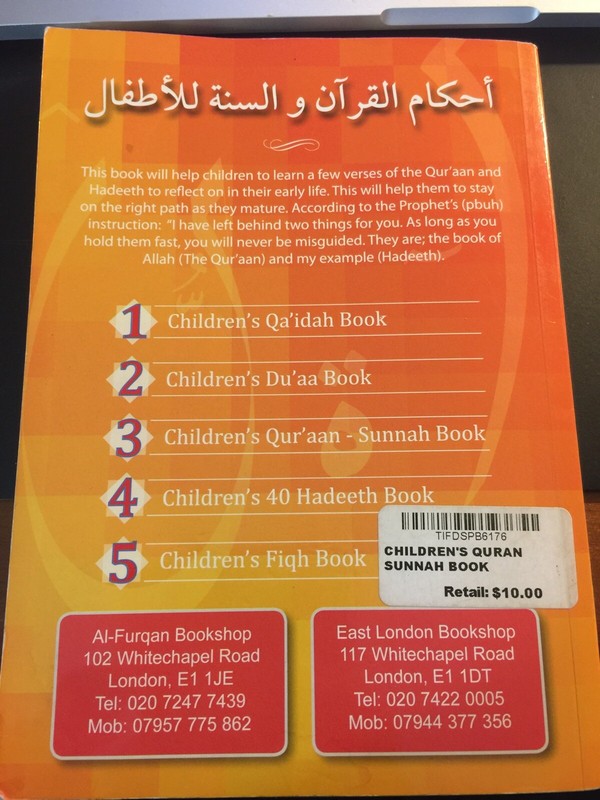 أحكام القرآن و السنة للأطفال
This book will help children to learn a few verses of the Qur'aan and
Hadeeth to reflect on in their early life. This will help them to stay
on the right path as they mature. According to the Prophet's (pbuh)
instruction: "I have left behind two things for you. As long as you
hold them fast, you will never be misguided. They are; the book of
Allah (The Qur'aan) and my example (Hadeeth).
1 Children's Qa'idah Book
2 Children's Du'aa Book
3 Children's Qur'aan - Sunnah Book
4 Children's 40 Hadeeth Book
5 Children's Fiqh Book
TIFDSPB6176
CHILDREN'S QURAN
SUNNAH BOOK
Retail: $10.00
Al-Furqan Bookshop
102 Whitechapel Road
London, E1 1JE
Tel: 020 7247 7439
Mob: 07957 775 862
East London Bookshop
117 Whitechapel Road
London, E1 1DT
Tel: 020 7422 0005
Mob: 07944 377 356